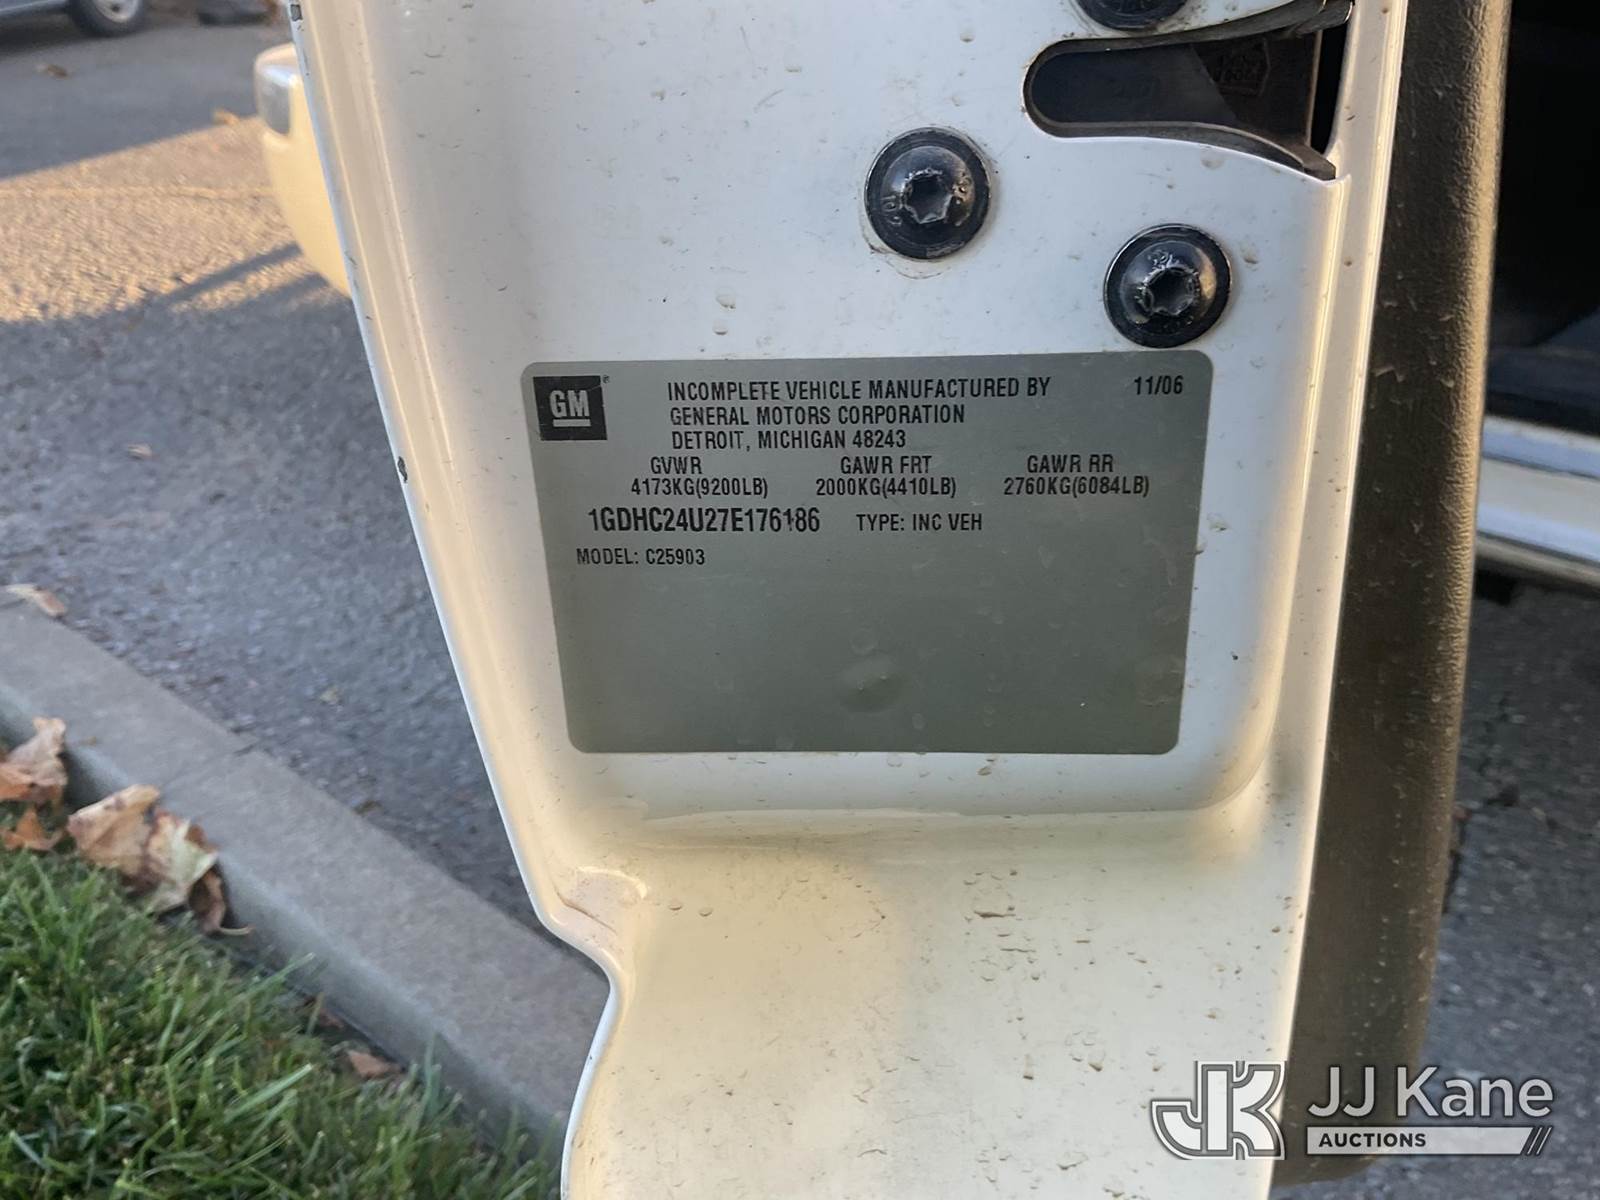 GM
INCOMPLETE VEHICLE MANUFACTURED BY 11/06
GENERAL MOTORS CORPORATION
DETROIT, MICHIGAN 48243
GVWR GAWR FRT GAWR RR
4173KG(9200LB) 2000KG(4410LB) 2760KG(6084LB)
1GDHC24U27E176186 TYPE: INC VEH
MODEL: C25903
JK JJ Kane
AUCTIONS